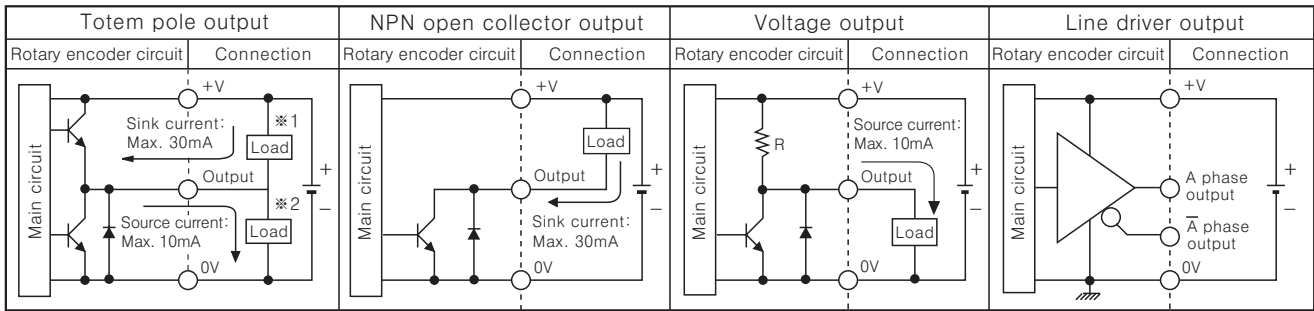 Totem pole output
Rotary encoder circuit
Connection
Main circuit
+V
Sink current:
Max. 30mA
※1
Load
Output
※2
Source current:
Max. 10mA
Load
0V
+
−
NPN open collector output
Rotary encoder circuit
Connection
Main circuit
+V
Load
Output
Sink current:
Max. 30mA
0V
+
−
Voltage output
Rotary encoder circuit
Connection
Main circuit
+V
R
Source current:
Max. 10mA
Output
Load
0V
+
−
Line driver output
Rotary encoder circuit
Connection
Main circuit
+V
A phase
output
A̅ phase
output
0V
+
−